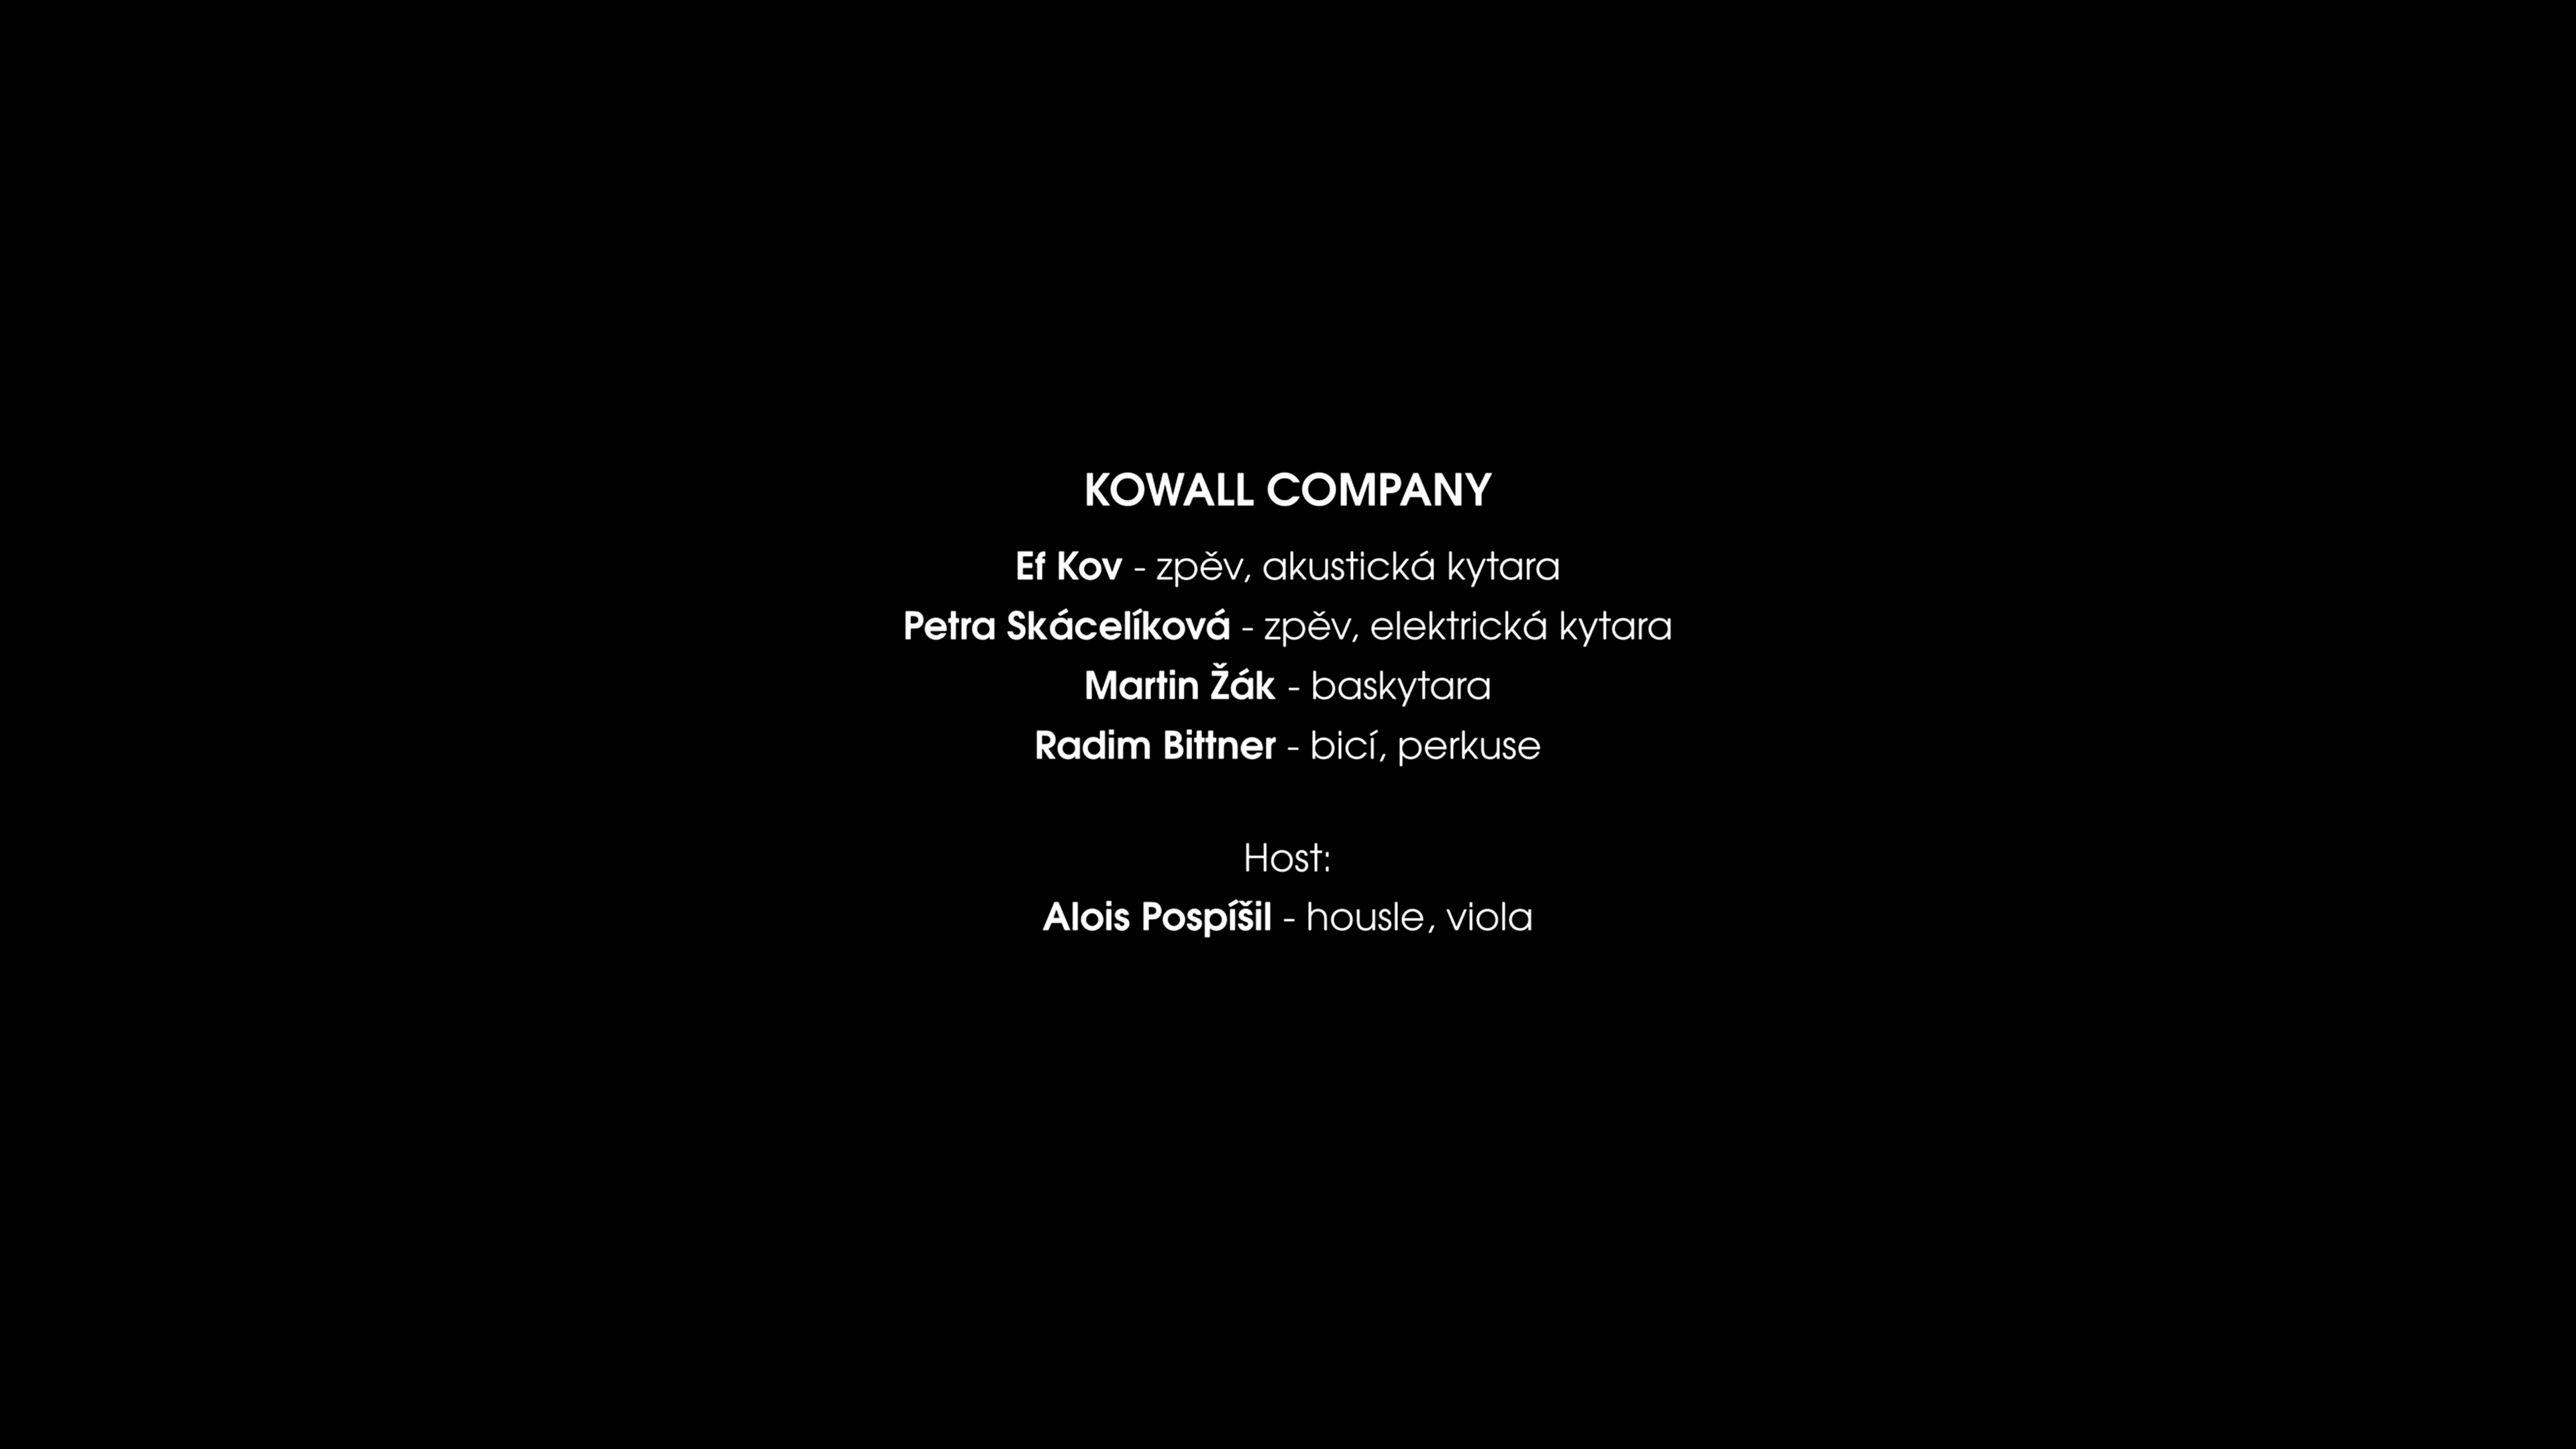 KOWALL COMPANY
Ef Kov - zpěv, akustická kytara
Petra Skácelíková - zpěv, elektrická kytara
Martin Žák - baskytara
Radim Bittner - bicí, perkuse
Host:
Alois Pospíšil - housle, viola